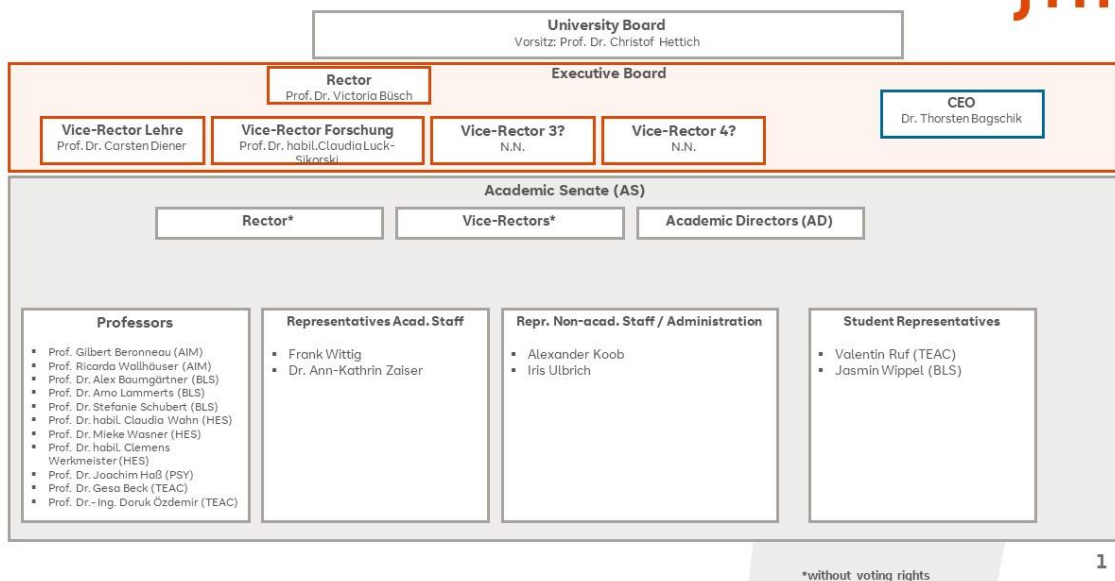 University Board
Vorsitz: Prof. Dr. Christof Hettich
Executive Board
Rector
Prof. Dr. Victoria Büsch
CEO
Dr. Thorsten Bagschik
Vice-Rector Lehre
Prof. Dr. Carsten Diener
Vice-Rector Forschung
Prof. Dr. habil.Claudia Luck-
Sikorski
Vice-Rector 3?
N.N.
Vice-Rector 4?
N.N.
Academic Senate (AS)
Rector*
Vice-Rectors*
Academic Directors (AD)
Professors
▪ Prof. Gilbert Beronneau (AIM)
▪ Prof. Ricarda Wallhäuser (AIM)
▪ Prof. Dr. Alex Baumgärtner (BLS)
▪ Prof. Dr. Arno Lammerts (BLS)
▪ Prof. Dr. Stefanie Schubert (BLS)
▪ Prof. Dr. habil. Claudia Wahn (HES)
▪ Prof. Dr. Mieke Wasner (HES)
▪ Prof. Dr. habil. Clemens
Werkmeister (HES)
▪ Prof. Dr. Joachim Haß (PSY)
▪ Prof. Dr. Gesa Beck (TEAC)
▪ Prof. Dr.- Ing. Doruk Özdemir (TEAC)
Representatives Acad. Staff
▪ Frank Wittig
▪ Dr. Ann-Kathrin Zaiser
Repr. Non-acad. Staff / Administration
▪ Alexander Koob
▪ Iris Ulbrich
Student Representatives
▪ Valentin Ruf (TEAC)
▪ Jasmin Wippel (BLS)
1
*without voting rights